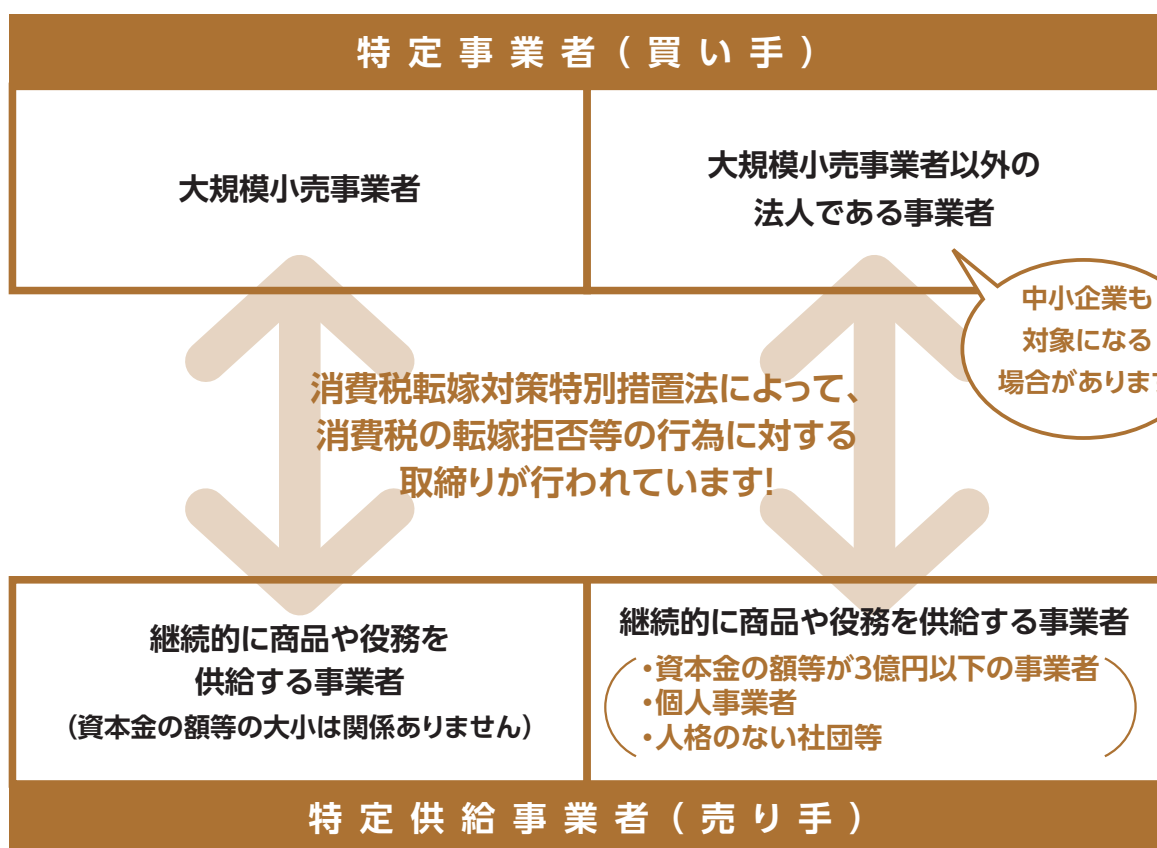 特定事業者(買い手)
大規模小売事業者
大規模小売事業者以外の
法人である事業者
中小企業も
対象になる
場合がありま
消費税転嫁対策特別措置法によって、
消費税の転嫁拒否等の行為に対する
取締りが行われています!
継続的に商品や役務を
供給する事業者
(資本金の額等の大小は関係ありません)
継続的に商品や役務を供給する事業者
・資本金の額等が3億円以下の事業者
・個人事業者
・人格のない社団等
特定供給事業者(売り手)